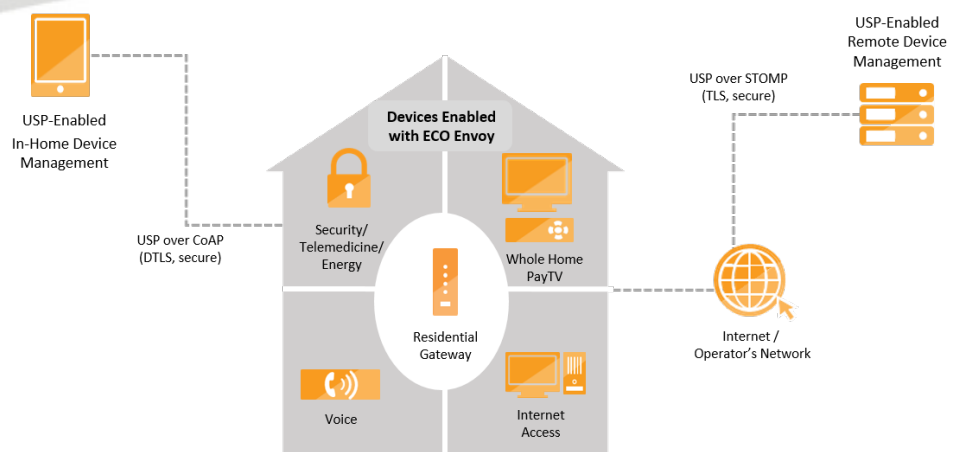 USP-Enabled
In-Home Device
Management
USP over CoAP
(DTLS, secure)
Devices Enabled
with ECO Envoy
Security/
Telemedicine/
Energy
Whole Home
PayTV
Residential
Gateway
Voice
Internet
Access
USP-Enabled
Remote Device
Management
USP over STOMP
(TLS, secure)
Internet /
Operator's Network